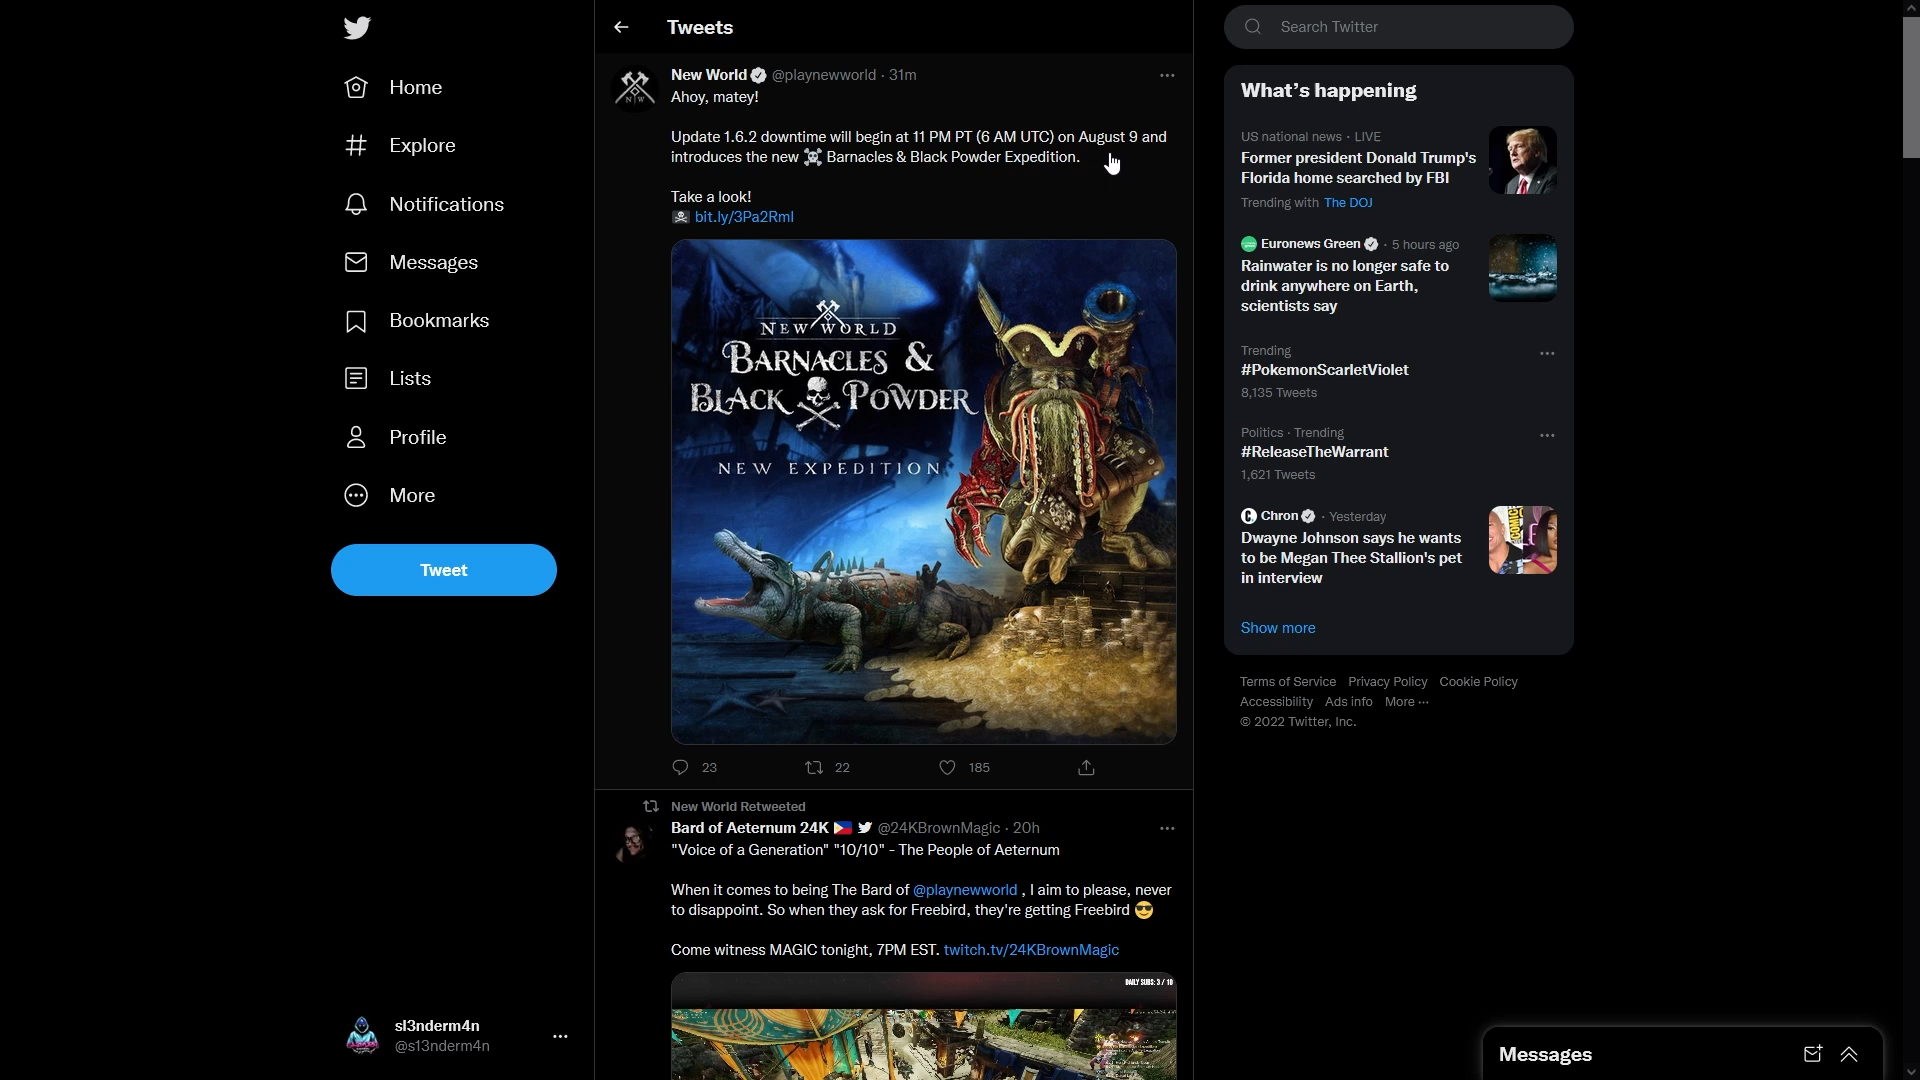 Home
Explore
Notifications
Messages
Bookmarks
Lists
Profile
More
Tweet
sl3nderm4n
@s13nderm4n
Tweets
New World @playnewworld · 31m
Ahoy, matey!
Update 1.6.2 downtime will begin at 11 PM PT (6 AM UTC) on August 9 and
introduces the new ☠️ Barnacles & Black Powder Expedition.
Take a look!
🏴‍☠️ bit.ly/3Pa2Rml
NEW WORLD
BARNACLES &
BLACK POWDER
NEW EXPEDITION
23 22 185
New World Retweeted
Bard of Aeternum 24K 🇵🇭 @24KBrownMagic · 20h
"Voice of a Generation" "10/10" - The People of Aeternum
When it comes to being The Bard of @playnewworld , I aim to please, never
to disappoint. So when they ask for Freebird, they're getting Freebird 😎
Come witness MAGIC tonight, 7PM EST. twitch.tv/24KBrownMagic
DAILY SUBS: 3 / 10
Search Twitter
What's happening
US national news · LIVE
Former president Donald Trump's
Florida home searched by FBI
Trending with The DOJ
Euronews Green · 5 hours ago
Rainwater is no longer safe to
drink anywhere on Earth,
scientists say
Trending
#PokemonScarletViolet
8,135 Tweets
Politics · Trending
#ReleaseTheWarrant
1,621 Tweets
Chron · Yesterday
Dwayne Johnson says he wants
to be Megan Thee Stallion's pet
in interview
Show more
Terms of Service Privacy Policy Cookie Policy
Accessibility Ads info More ···
© 2022 Twitter, Inc.
Messages